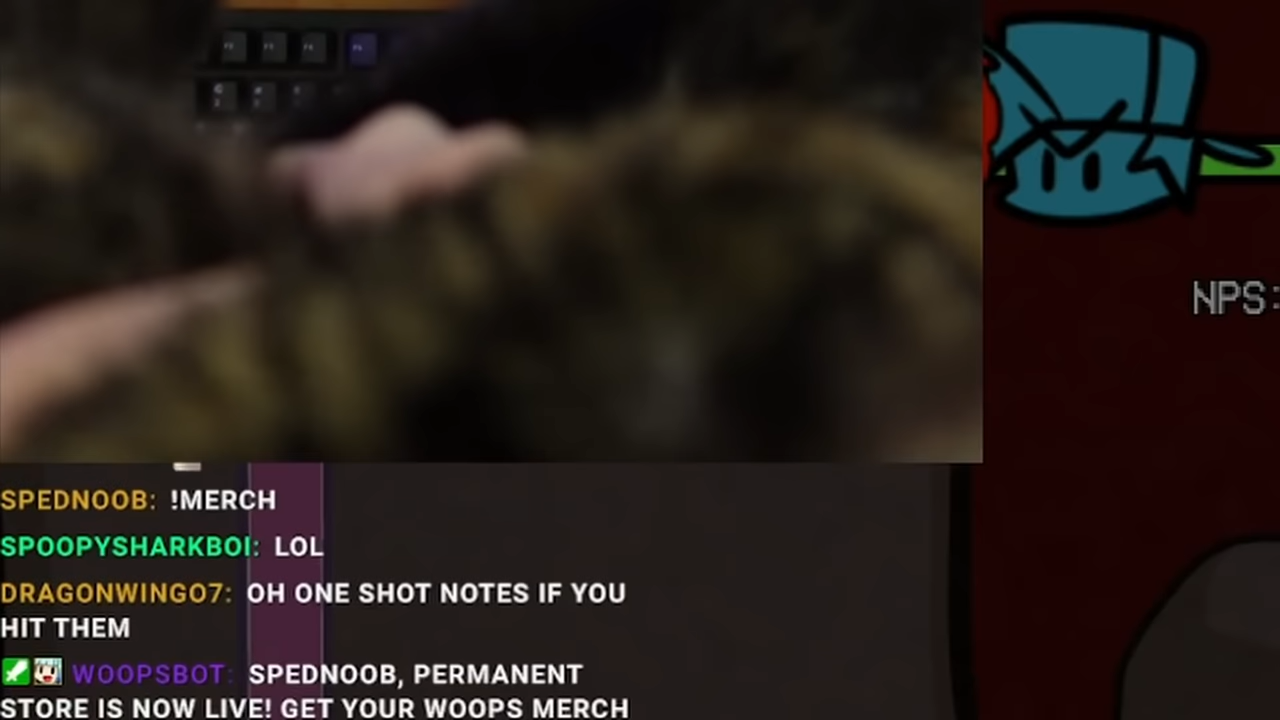 NPS:
SPEDNOOB: !MERCH
SPOOPYSHARKBOI: LOL
DRAGONWINGO7: OH ONE SHOT NOTES IF YOU
HIT THEM
WOOPSBOT: SPEDNOOB, PERMANENT
STORE IS NOW LIVE! GET YOUR WOOPS MERCH